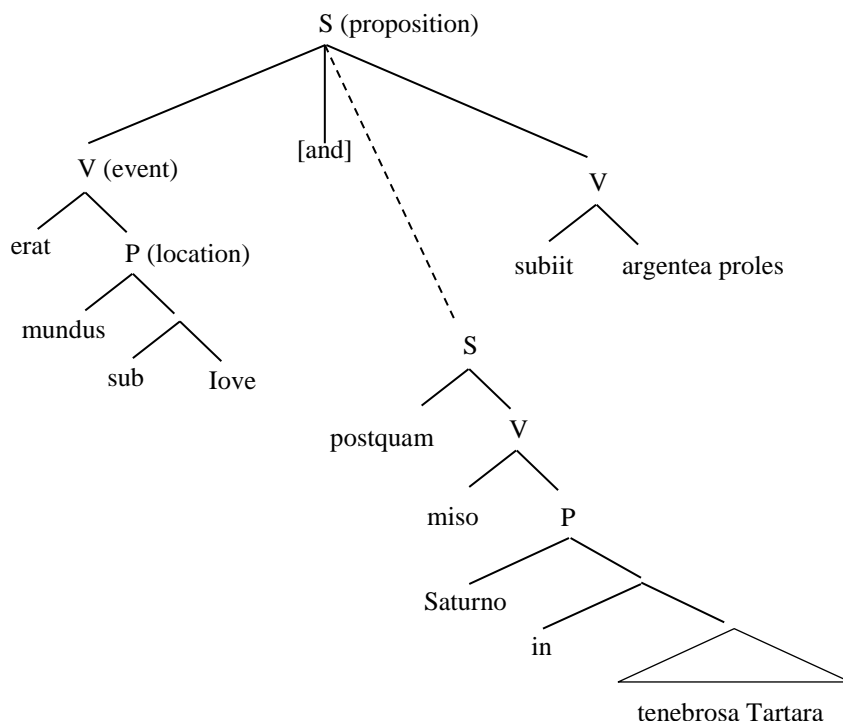 S (proposition)
[and]
V (event)
V
erat
P (location)
subiit
argentea proles
mundus
sub
Iove
S
postquam
V
miso
P
Saturno
in
tenebrosa Tartara